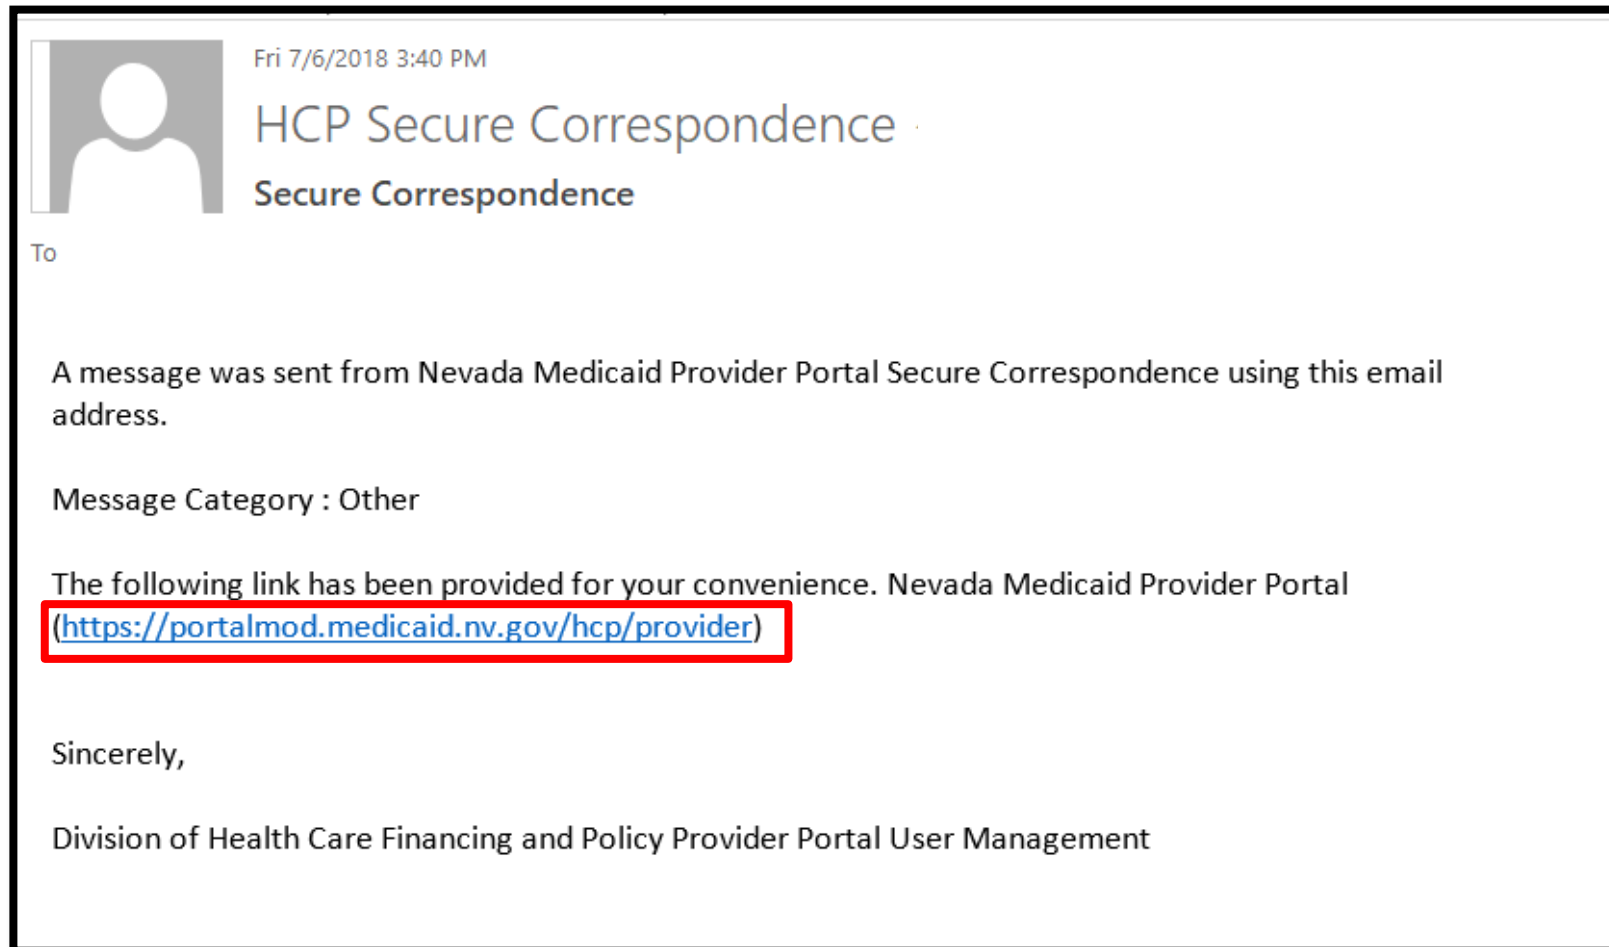 Fri 7/6/2018 3:40 PM
HCP Secure Correspondence
Secure Correspondence
To
A message was sent from Nevada Medicaid Provider Portal Secure Correspondence using this email
address.
Message Category : Other
The following link has been provided for your convenience. Nevada Medicaid Provider Portal
(https://portalmod.medicaid.nv.gov/hcp/provider)
Sincerely,
Division of Health Care Financing and Policy Provider Portal User Management